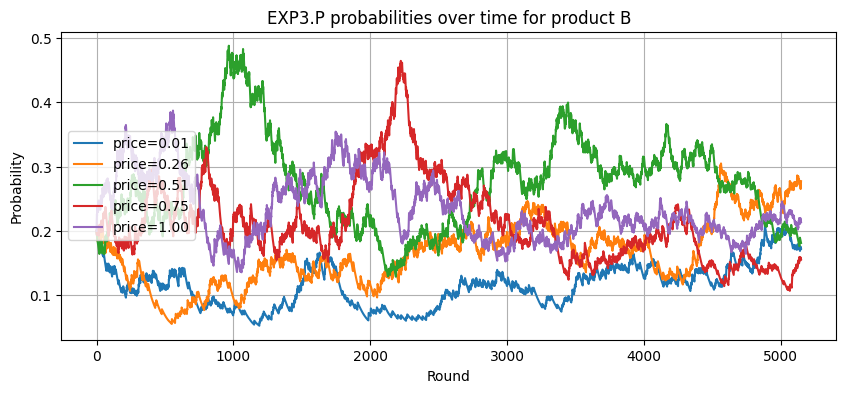 EXP3.P probabilities over time for product B
Probability
0.5
0.4
0.3
0.2
0.1
price=0.01
price=0.26
price=0.51
price=0.75
price=1.00
0 1000 2000 3000 4000 5000
Round